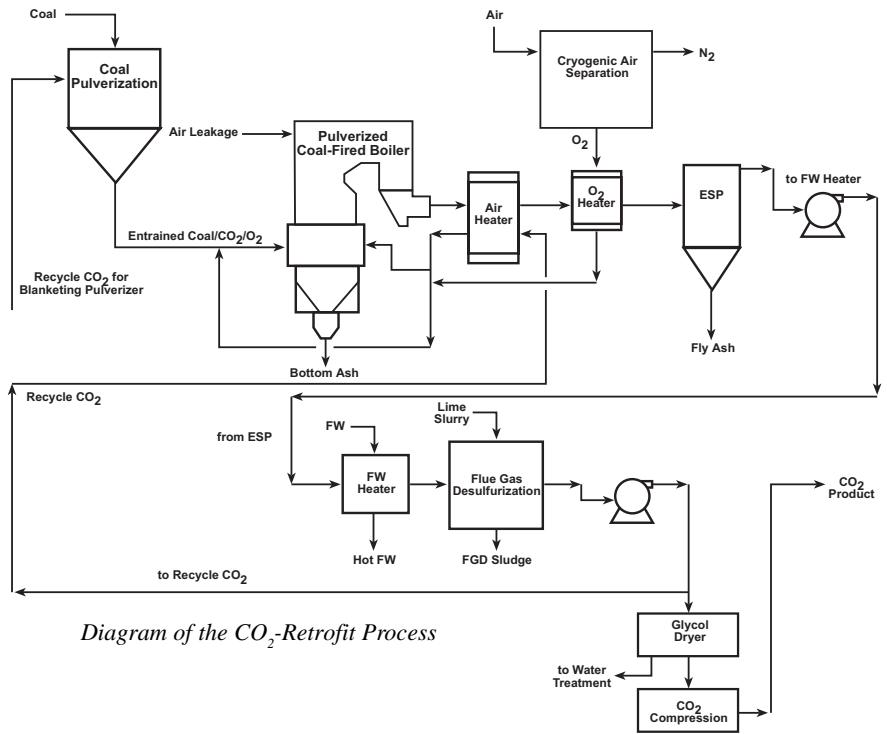 Coal
Coal
Pulverization
Air
Cryogenic Air
Separation
N2
O2
Air Leakage
Pulverized
Coal-Fired Boiler
Air
Heater
O2
Heater
ESP
to FW Heater
Entrained Coal/CO2/O2
Recycle CO2 for
Blanketing Pulverizer
Fly Ash
Bottom Ash
Recycle CO2
from ESP
FW
Lime
Slurry
FW
Heater
Flue Gas
Desulfurization
CO2
Product
Hot FW
FGD Sludge
to Recycle CO2
Diagram of the CO2-Retrofit Process
Glycol
Dryer
to Water
Treatment
CO2
Compression